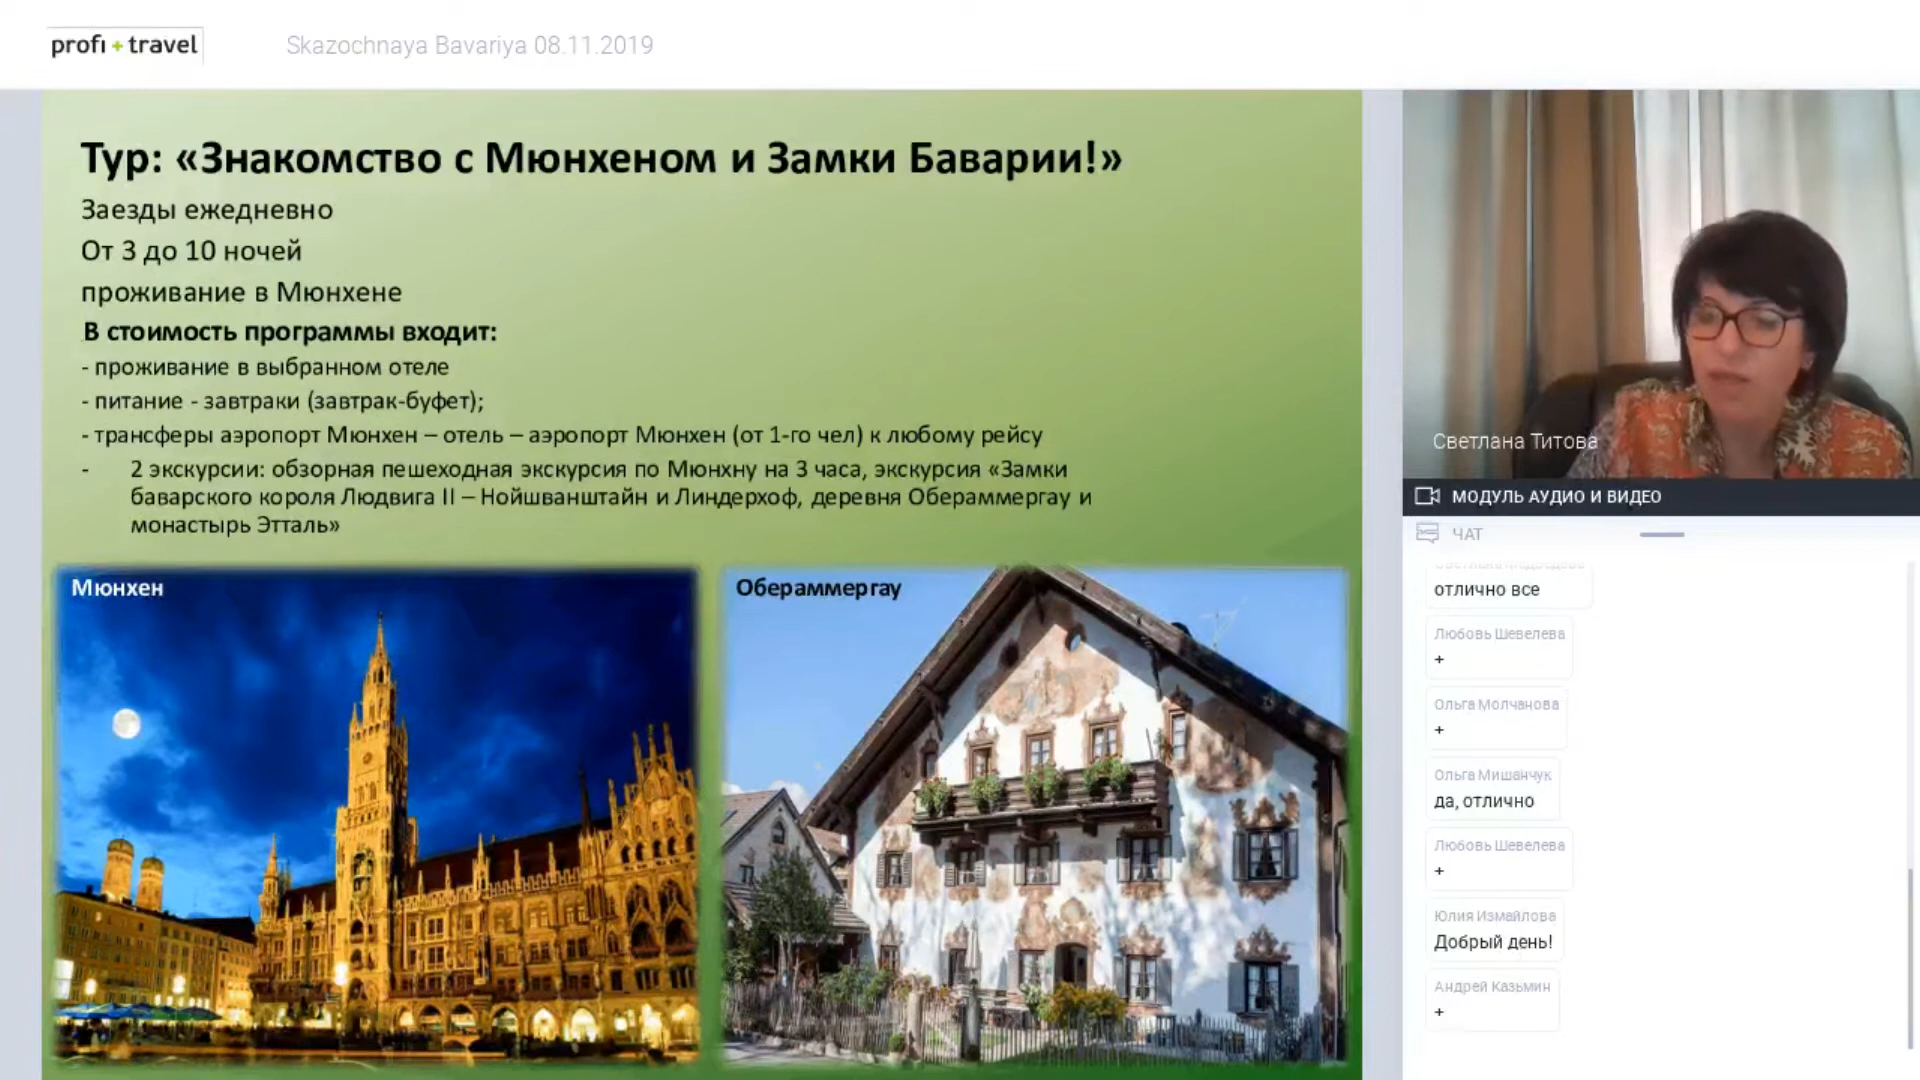 profi + travel
Skazochnaya Bavariya 08.11.2019
Тур: «Знакомство с Мюнхеном и Замки Баварии!»
Заезды ежедневно
От 3 до 10 ночей
проживание в Мюнхене
В стоимость программы входит:
- проживание в выбранном отеле
- питание - завтраки (завтрак-буфет);
- трансферы аэропорт Мюнхен – отель – аэропорт Мюнхен (от 1-го чел) к любому рейсу
- 2 экскурсии: обзорная пешеходная экскурсия по Мюнхну на 3 часа, экскурсия «Замки
баварского короля Людвига II – Нойшванштайн и Линдерхоф, деревня Обераммергау и
монастырь Этталь»
Мюнхен
Обераммергау
Светлана Титова
МОДУЛЬ АУДИО И ВИДЕО
ЧАТ
отлично все
Любовь Шевелева
+
Ольга Молчанова
+
Ольга Мишанчук
да, отлично
Любовь Шевелева
+
Юлия Измайлова
Добрый день!
Андрей Казьмин
+